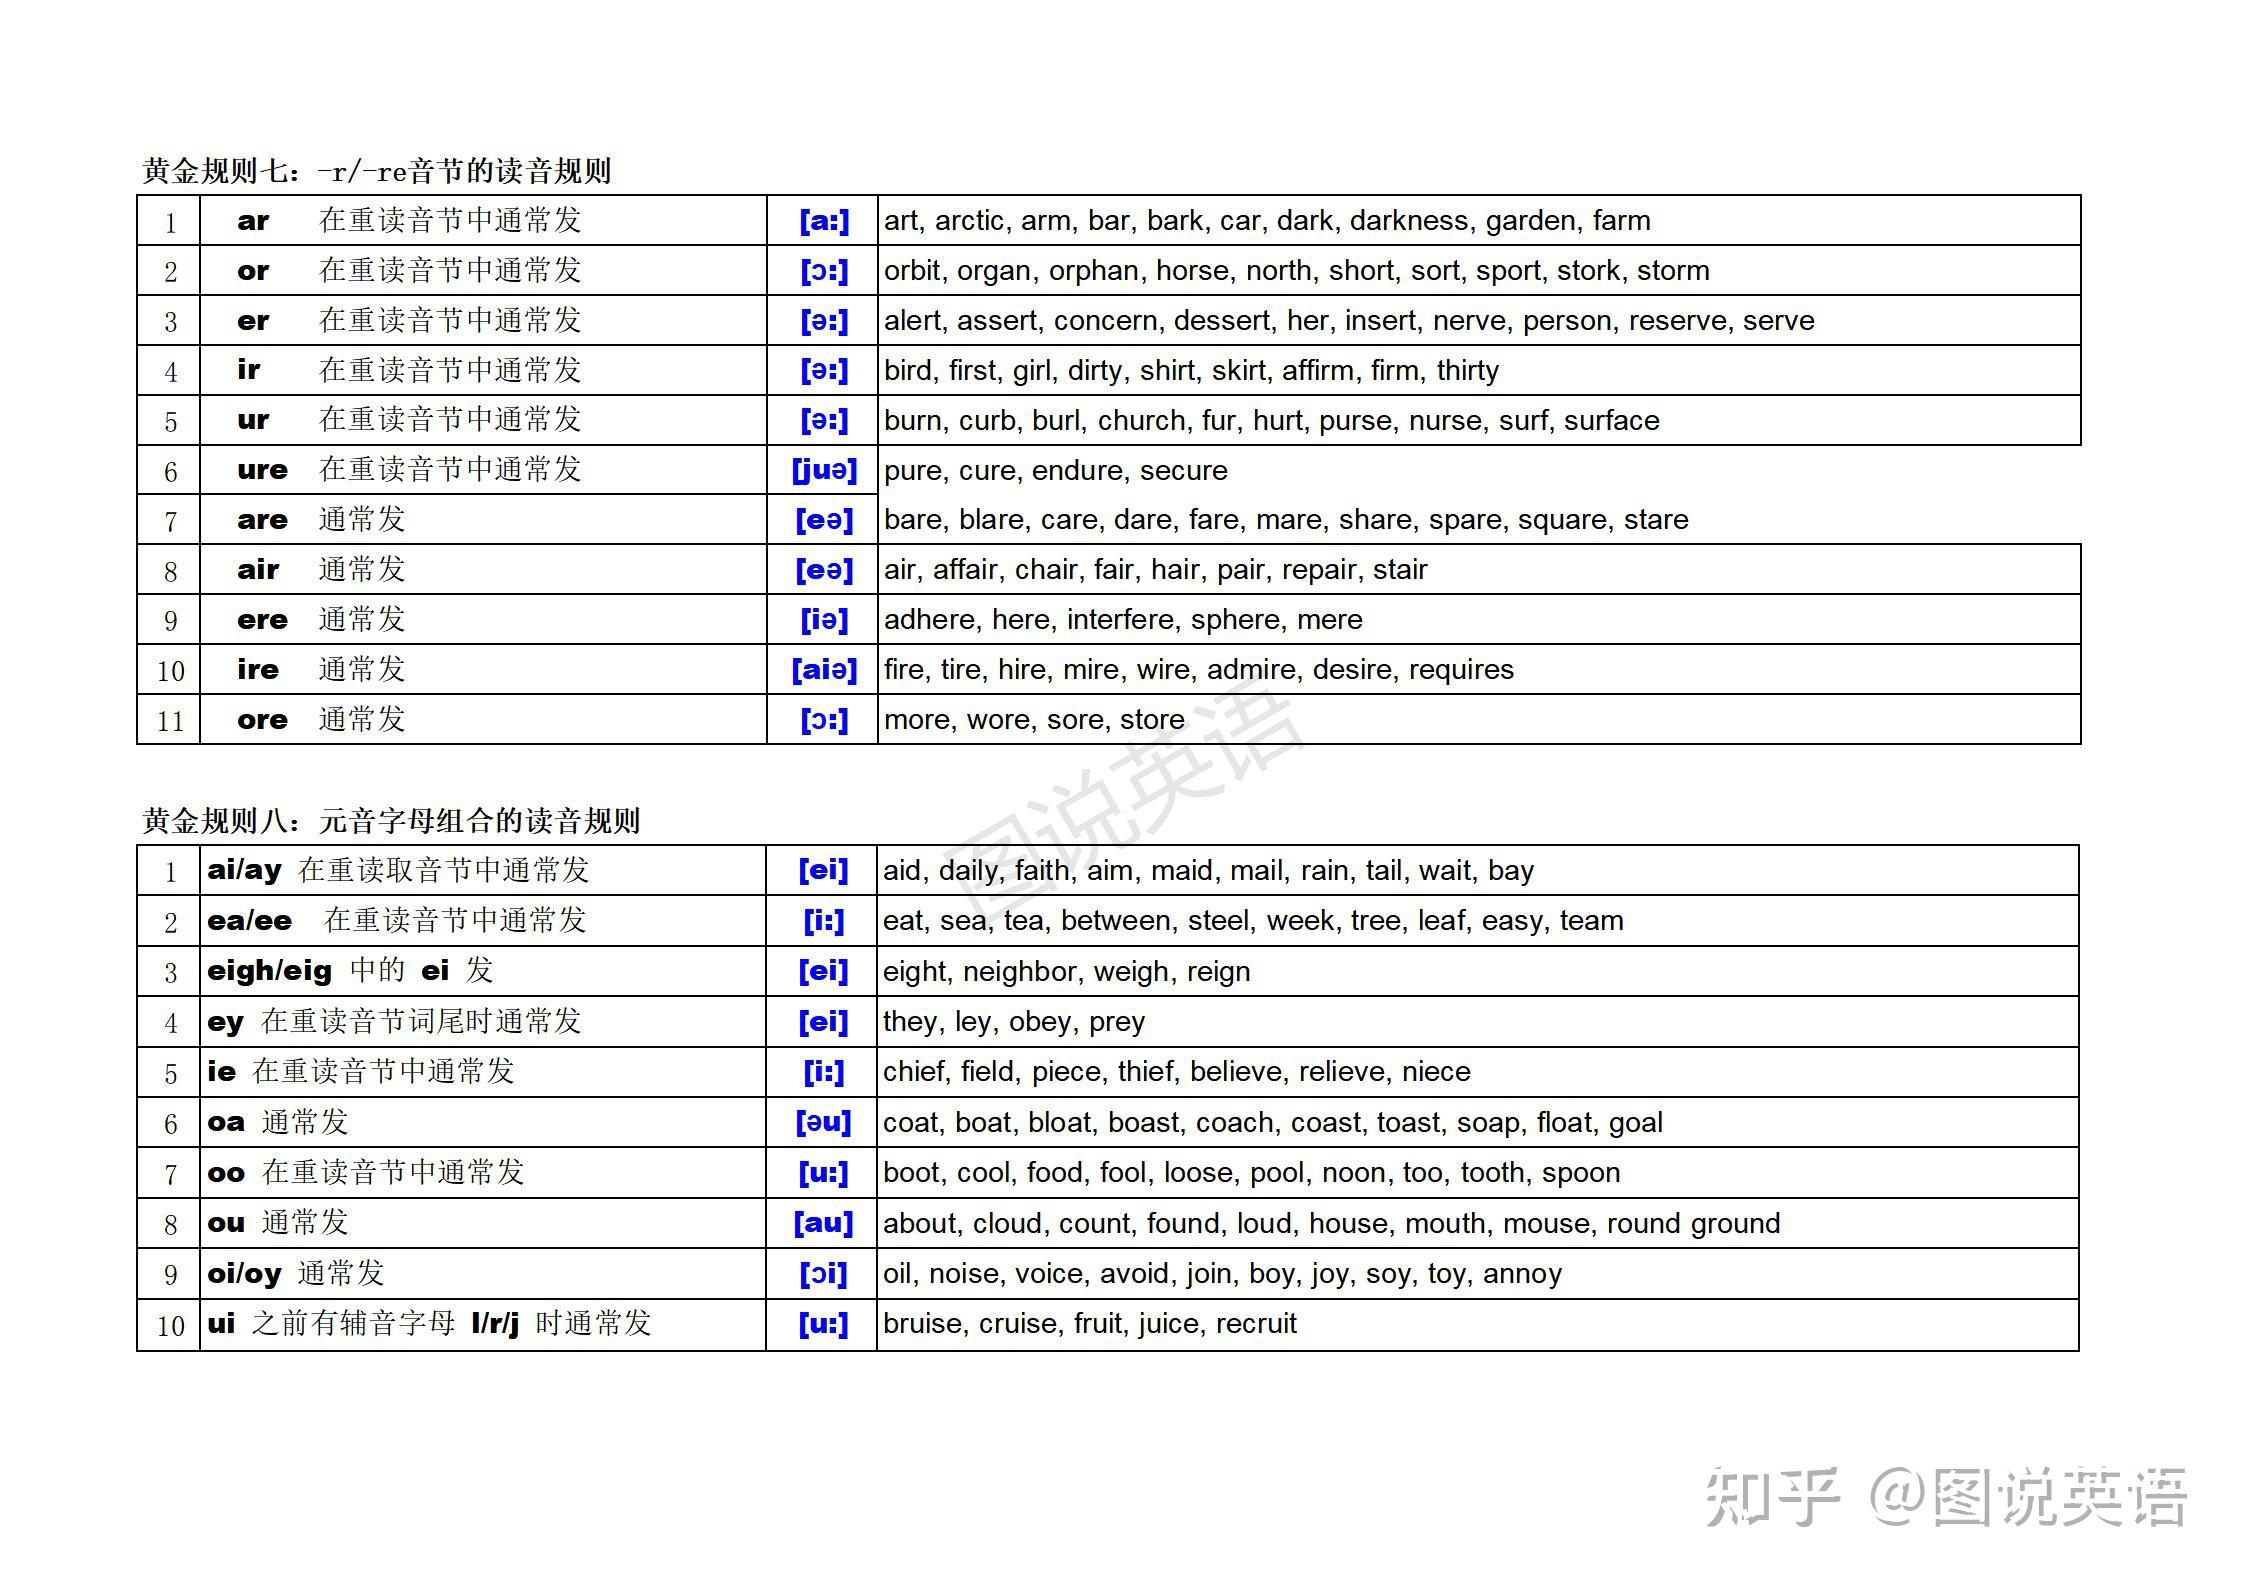 黄金规则七：-r/-re音节的读音规则
1 ar 在重读音节中通常发 [a:] art, arctic, arm, bar, bark, car, dark, darkness, garden, farm
2 or 在重读音节中通常发 [ɔ:] orbit, organ, orphan, horse, north, short, sort, sport, stork, storm
3 er 在重读音节中通常发 [ə:] alert, assert, concern, dessert, her, insert, nerve, person, reserve, serve
4 ir 在重读音节中通常发 [ə:] bird, first, girl, dirty, shirt, skirt, affirm, firm, thirty
5 ur 在重读音节中通常发 [ə:] burn, curb, burl, church, fur, hurt, purse, nurse, surf, surface
6 ure 在重读音节中通常发 [juə] pure, cure, endure, secure
7 are 通常发 [eə] bare, blare, care, dare, fare, mare, share, spare, square, stare
8 air 通常发 [eə] air, affair, chair, fair, hair, pair, repair, stair
9 ere 通常发 [iə] adhere, here, interfere, sphere, mere
10 ire 通常发 [aiə] fire, tire, hire, mire, wire, admire, desire, requires
11 ore 通常发 [ɔ:] more, wore, sore, store
图说英语
黄金规则八：元音字母组合的读音规则
1 ai/ay 在重读取音节中通常发 [ei] aid, daily, faith, aim, maid, mail, rain, tail, wait, bay
2 ea/ee 在重读音节中通常发 [i:] eat, sea, tea, between, steel, week, tree, leaf, easy, team
3 eigh/eig 中的 ei 发 [ei] eight, neighbor, weigh, reign
4 ey 在重读音节词尾时通常发 [ei] they, ley, obey, prey
5 ie 在重读音节中通常发 [i:] chief, field, piece, thief, believe, relieve, niece
6 oa 通常发 [əu] coat, boat, bloat, boast, coach, coast, toast, soap, float, goal
7 oo 在重读音节中通常发 [u:] boot, cool, food, fool, loose, pool, noon, too, tooth, spoon
8 ou 通常发 [au] about, cloud, count, found, loud, house, mouth, mouse, round ground
9 oi/oy 通常发 [ɔi] oil, noise, voice, avoid, join, boy, joy, soy, toy, annoy
10 ui 之前有辅音字母 l/r/j 时通常发 [u:] bruise, cruise, fruit, juice, recruit
知乎 @图说英语